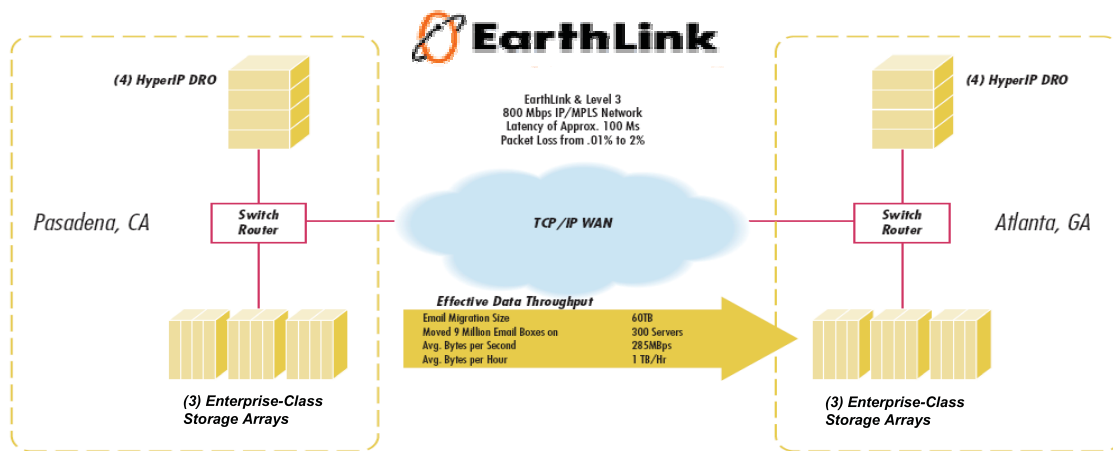 EarthLink
(4) HyperIP DRO
EarthLink & Level 3
800 Mbps IP/MPLS Network
Latency of Approx. 100 Ms
Packet Loss from .01% to 2%
(4) HyperIP DRO
Pasadena, CA
Switch
Router
TCP/IP WAN
Switch
Router
Atlanta, GA
Effective Data Throughput
Email Migration Size 60TB
Moved 9 Million Email Boxes on 300 Servers
Avg. Bytes per Second 285MBps
Avg. Bytes per Hour 1 TB/Hr
(3) Enterprise-Class
Storage Arrays
(3) Enterprise-Class
Storage Arrays